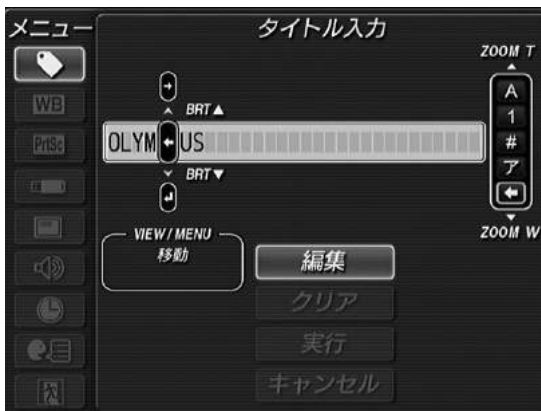 メニュー
タイトル入力
ZOOM T
→
BRT▲
A
1
#
ア
←
WB
PrtSc
OLYM←US
BRT▼
↵
ZOOM W
VIEW/MENU
移動
編集
クリア
実行
キャンセル